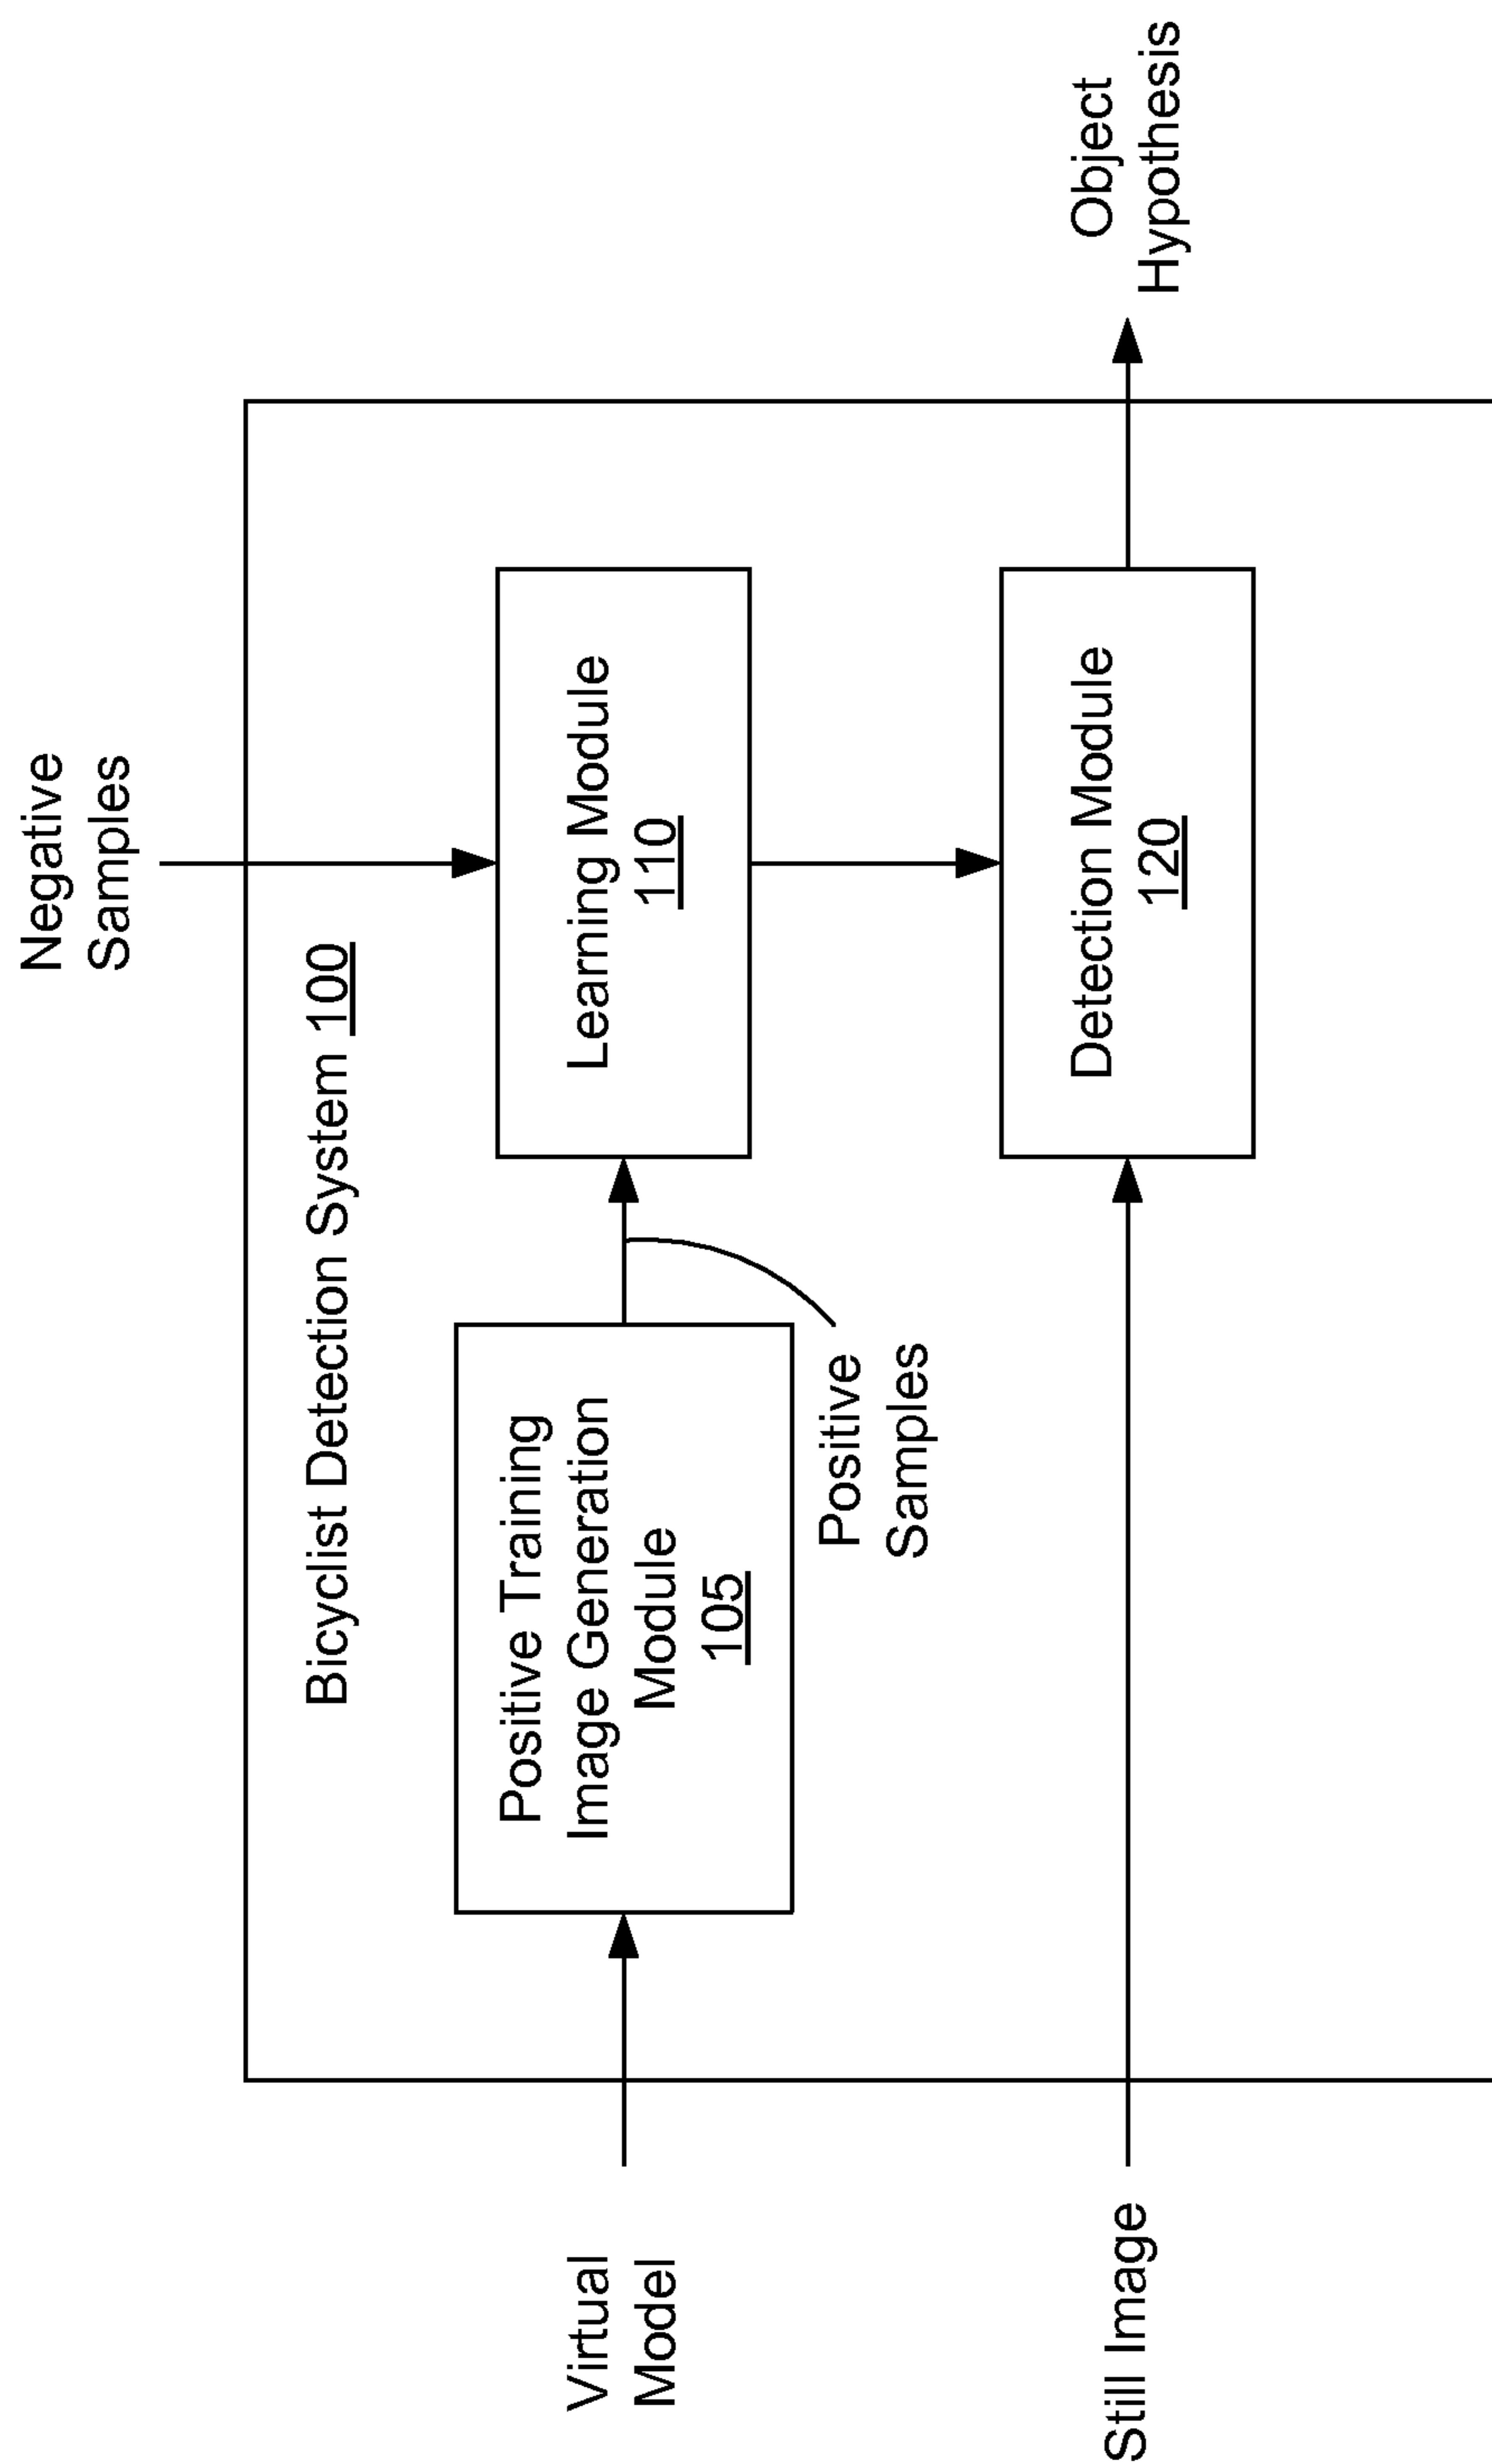 Negative
Samples
Bicyclist Detection System 100
Virtual
Model
Positive Training
Image Generation
Module
105
Learning Module
110
Positive
Samples
Still Image
Detection Module
120
Object
Hypothesis